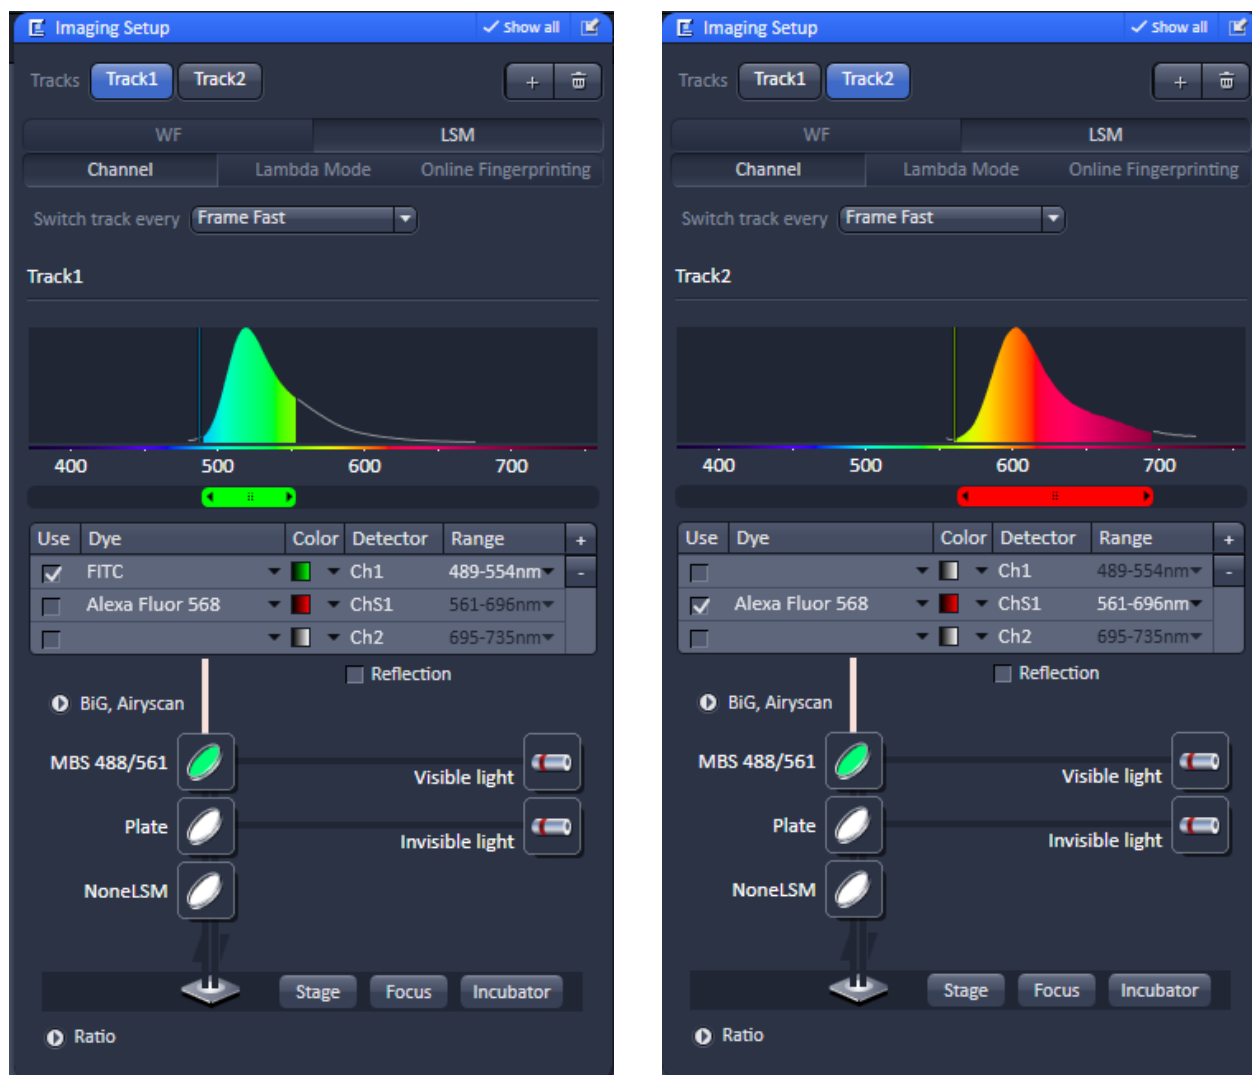 Imaging Setup
Show all
Tracks Track1 Track2 +
WF LSM
Channel Lambda Mode Online Fingerprinting
Switch track every Frame Fast
Track1
400 500 600 700
Use Dye Color Detector Range +
FITC Ch1 489-554nm -
Alexa Fluor 568 ChS1 561-696nm
Ch2 695-735nm
Reflection
BiG, Airyscan
MBS 488/561
Visible light
Plate
Invisible light
NoneLSM
Stage Focus Incubator
Ratio
Imaging Setup
Show all
Tracks Track1 Track2 +
WF LSM
Channel Lambda Mode Online Fingerprinting
Switch track every Frame Fast
Track2
400 500 600 700
Use Dye Color Detector Range +
Ch1 489-554nm -
Alexa Fluor 568 ChS1 561-696nm
Ch2 695-735nm
Reflection
BiG, Airyscan
MBS 488/561
Visible light
Plate
Invisible light
NoneLSM
Stage Focus Incubator
Ratio